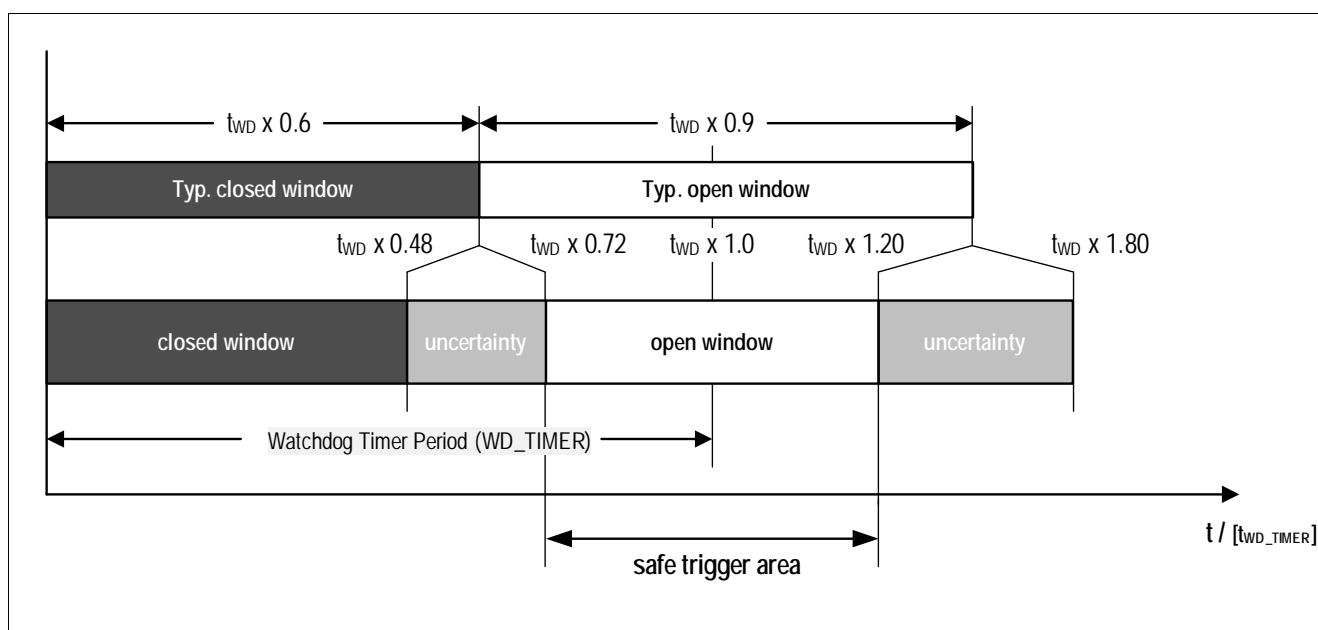 tWD x 0.6
tWD x 0.9
Typ. closed window
Typ. open window
tWD x 0.48
tWD x 0.72
tWD x 1.0
tWD x 1.20
tWD x 1.80
closed window
uncertainty
open window
uncertainty
Watchdog Timer Period (WD_TIMER)
t / [tWD_TIMER]
safe trigger area